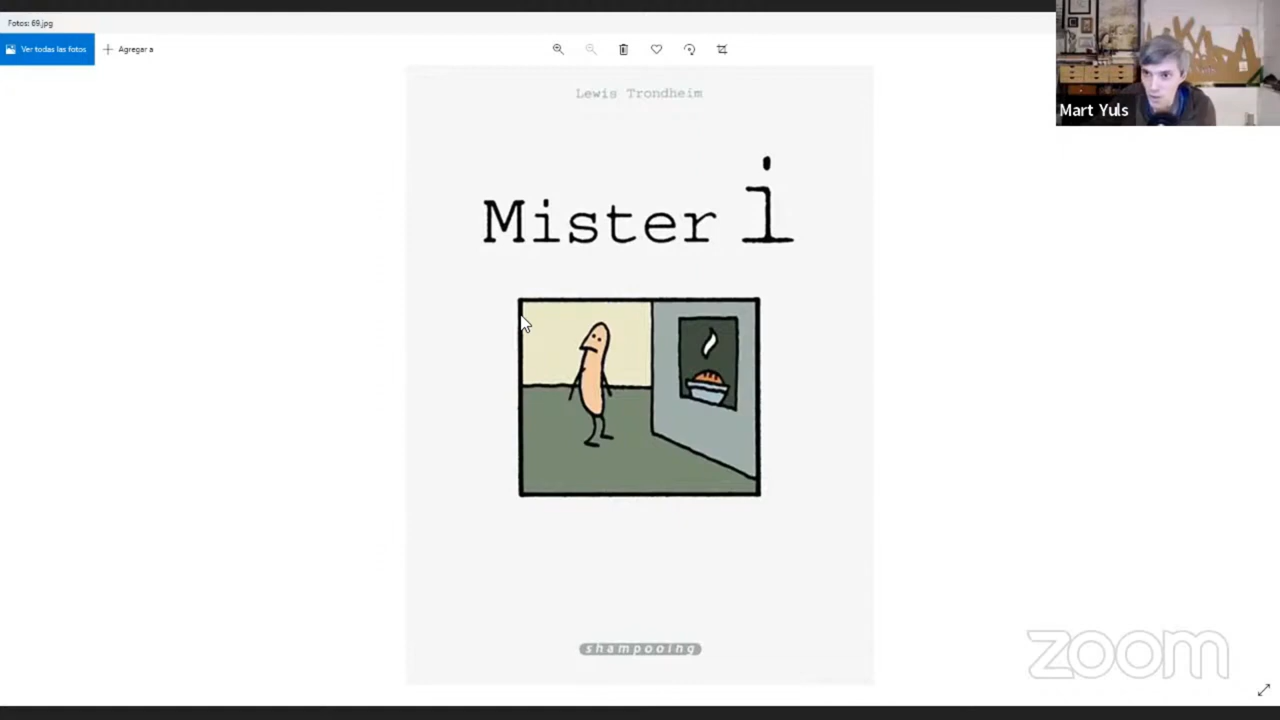 Fotos: 69.jpg
Ver todas las fotos
Agregar a
Lewis Trondheim
Mister i
shampooing
Mart Yuls
zoom